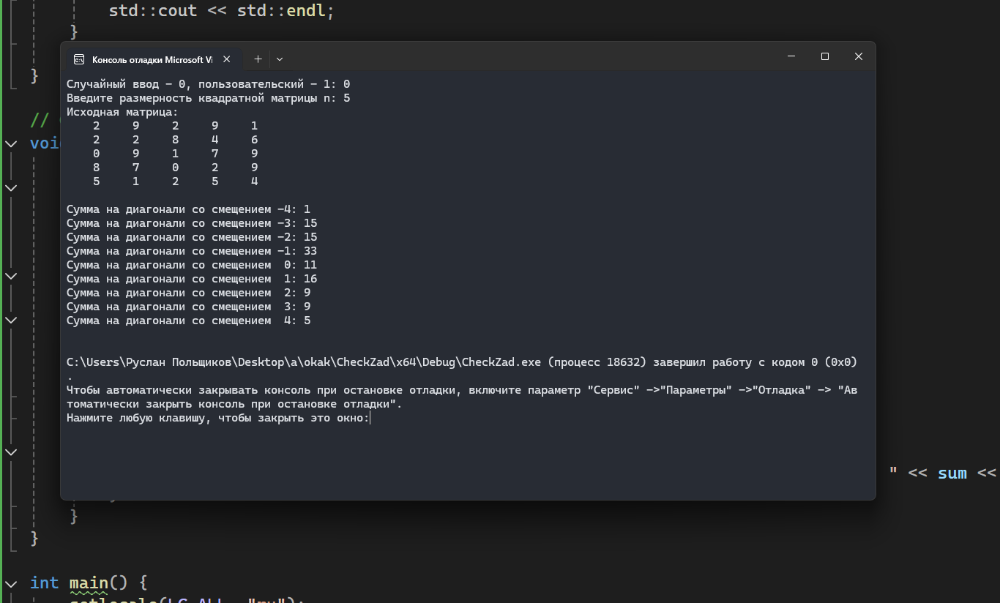 std::cout << std::endl;
}
Консоль отладки Microsoft Vi
}
Случайный ввод - 0, пользовательский - 1: 0
Введите размерность квадратной матрицы n: 5
Исходная матрица:
2 9 2 9 1
2 2 8 4 6
0 9 1 7 9
8 7 0 2 9
5 1 2 5 4
//
voi
Сумма на диагонали со смещением -4: 1
Сумма на диагонали со смещением -3: 15
Сумма на диагонали со смещением -2: 15
Сумма на диагонали со смещением -1: 33
Сумма на диагонали со смещением  0: 11
Сумма на диагонали со смещением  1: 16
Сумма на диагонали со смещением  2: 9
Сумма на диагонали со смещением  3: 9
Сумма на диагонали со смещением  4: 5
C:\Users\Руслан Польщиков\Desktop\a\okak\CheckZad\x64\Debug\CheckZad.exe (процесс 18632) завершил работу с кодом 0 (0x0)
.
Чтобы автоматически закрывать консоль при остановке отладки, включите параметр "Сервис" ->"Параметры" ->"Отладка" -> "Ав
томатически закрыть консоль при остановке отладки".
Нажмите любую клавишу, чтобы закрыть это окно:
" << sum <<
}
}
int main() {
setlocale(LC_ALL, "ru");